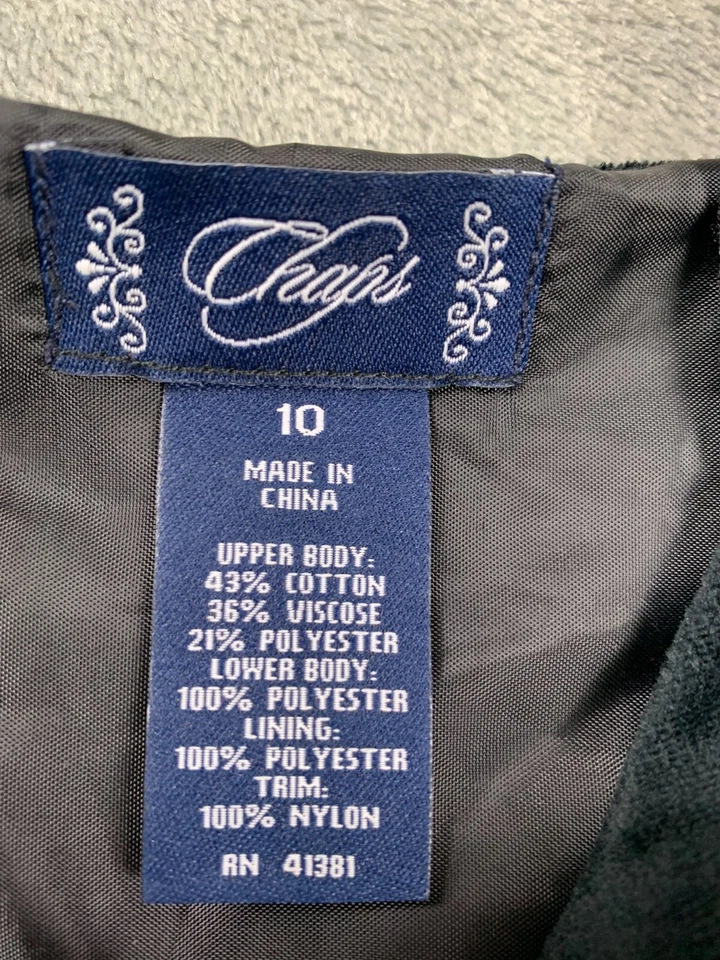 Chaps
10
MADE IN
CHINA
UPPER BODY:
43% COTTON
36% VISCOSE
21% POLYESTER
LOWER BODY:
100% POLYESTER
LINING:
100% POLYESTER
TRIM:
100% NYLON
RN 41381